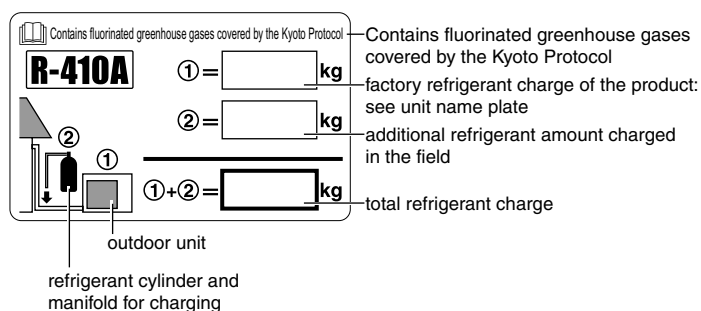 Contains fluorinated greenhouse gases covered by the Kyoto Protocol
R-410A
①=
kg
②=
kg
②
①
①+②=
kg
Contains fluorinated greenhouse gases
covered by the Kyoto Protocol
factory refrigerant charge of the product:
see unit name plate
additional refrigerant amount charged
in the field
total refrigerant charge
outdoor unit
refrigerant cylinder and
manifold for charging